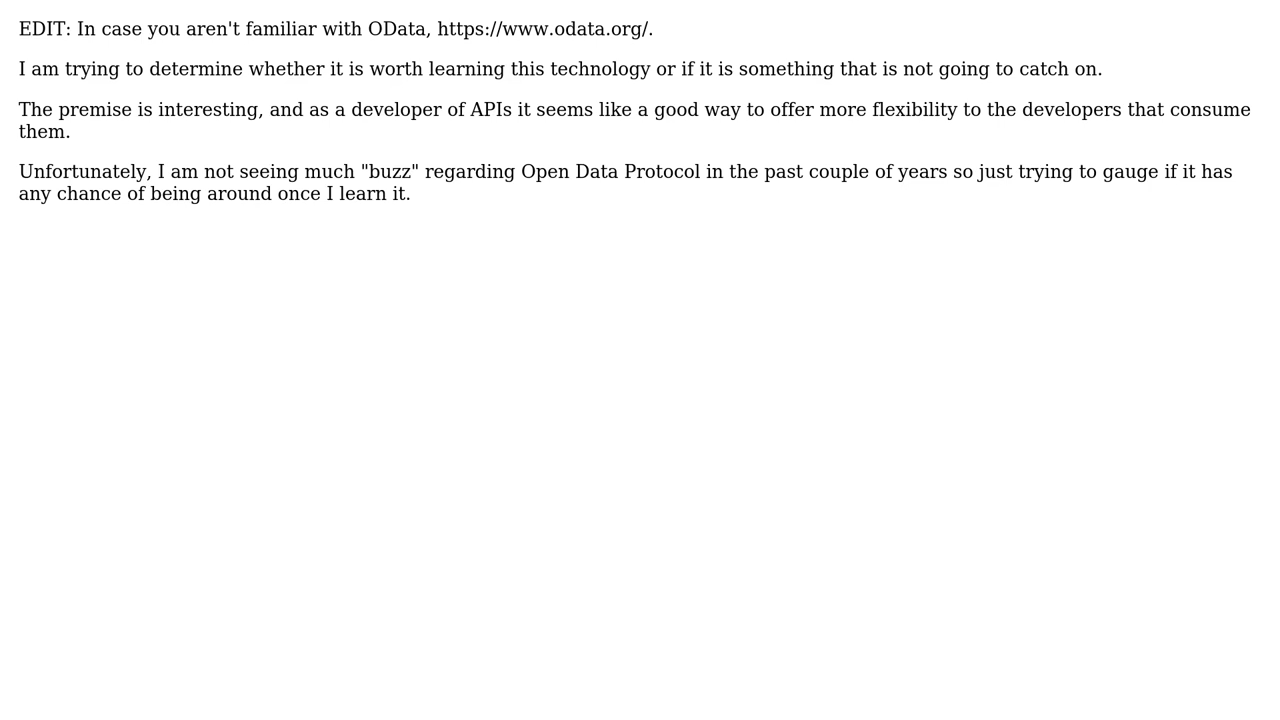 EDIT: In case you aren't familiar with OData, https://www.odata.org/.
I am trying to determine whether it is worth learning this technology or if it is something that is not going to catch on.
The premise is interesting, and as a developer of APIs it seems like a good way to offer more flexibility to the developers that consume
them.
Unfortunately, I am not seeing much "buzz" regarding Open Data Protocol in the past couple of years so just trying to gauge if it has
any chance of being around once I learn it.